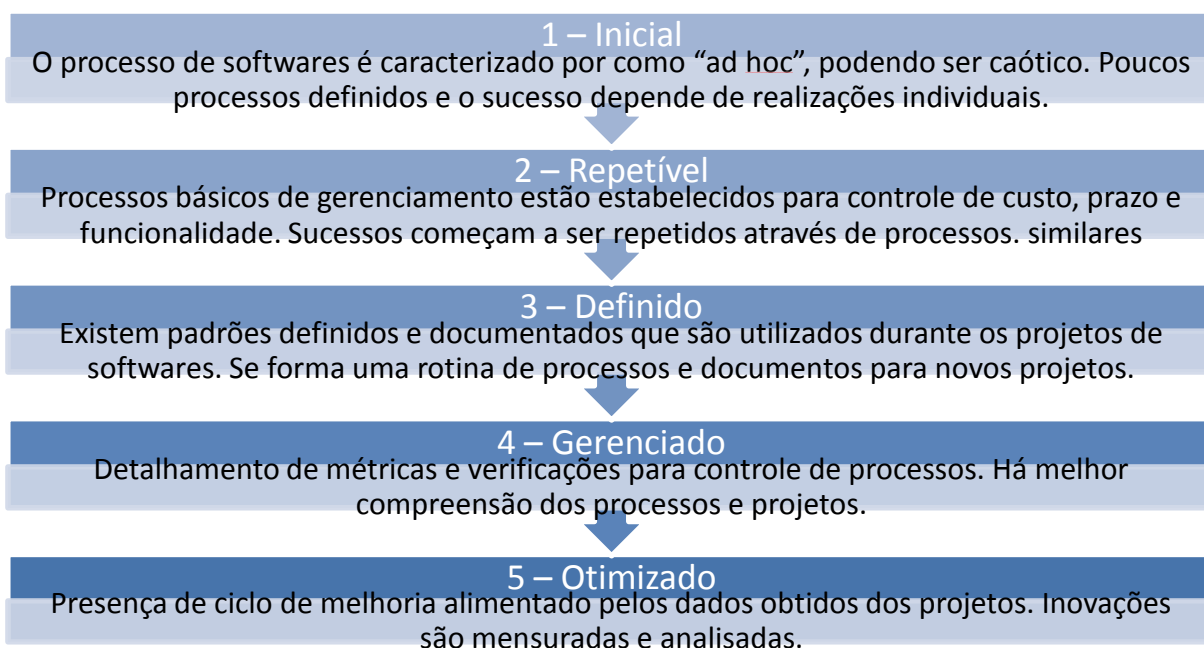 1 – Inicial
O processo de softwares é caracterizado por como “ad hoc”, podendo ser caótico. Poucos
processos definidos e o sucesso depende de realizações individuais.
2 – Repetível
Processos básicos de gerenciamento estão estabelecidos para controle de custo, prazo e
funcionalidade. Sucessos começam a ser repetidos através de processos. similares
3 – Definido
Existem padrões definidos e documentados que são utilizados durante os projetos de
softwares. Se forma uma rotina de processos e documentos para novos projetos.
4 – Gerenciado
Detalhamento de métricas e verificações para controle de processos. Há melhor
compreensão dos processos e projetos.
5 – Otimizado
Presença de ciclo de melhoria alimentado pelos dados obtidos dos projetos. Inovações
são mensuradas e analisadas.